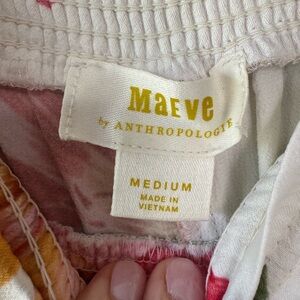 MaEve
by ANTHROPOLOGIE
MEDIUM
MADE IN
VIETNAM